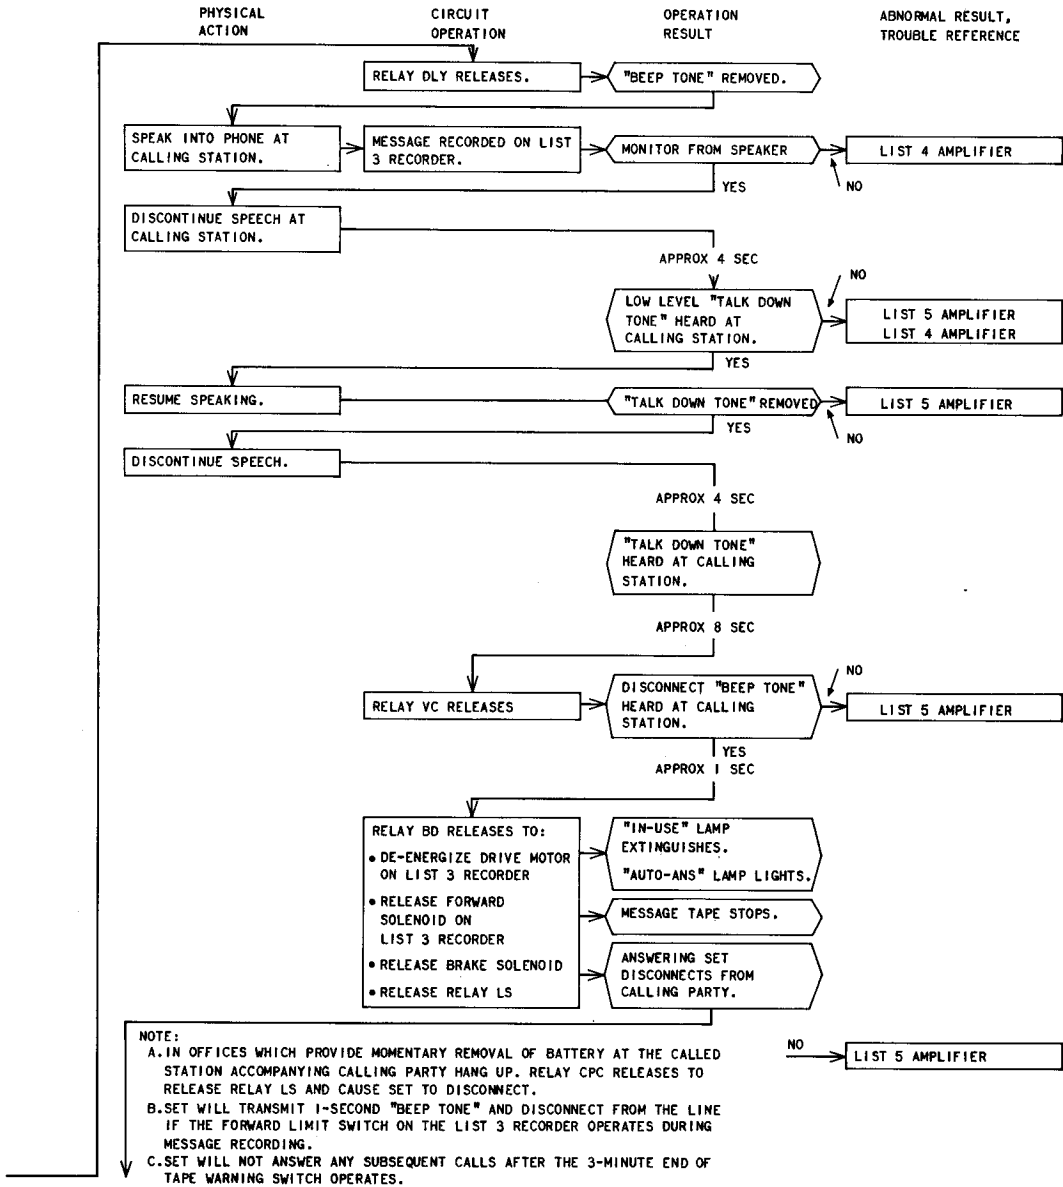 PHYSICAL
ACTION
CIRCUIT
OPERATION
OPERATION
RESULT
ABNORMAL RESULT,
TROUBLE REFERENCE
RELAY DLY RELEASES.
"BEEP TONE" REMOVED.
SPEAK INTO PHONE AT
CALLING STATION.
MESSAGE RECORDED ON LIST
3 RECORDER.
MONITOR FROM SPEAKER
LIST 4 AMPLIFIER
YES
NO
DISCONTINUE SPEECH AT
CALLING STATION.
APPROX 4 SEC
NO
LOW LEVEL "TALK DOWN
TONE" HEARD AT
CALLING STATION.
LIST 5 AMPLIFIER
LIST 4 AMPLIFIER
YES
RESUME SPEAKING.
"TALK DOWN TONE" REMOVED
LIST 5 AMPLIFIER
YES
NO
DISCONTINUE SPEECH.
APPROX 4 SEC
"TALK DOWN TONE"
HEARD AT CALLING
STATION.
APPROX 8 SEC
NO
RELAY VC RELEASES
DISCONNECT "BEEP TONE"
HEARD AT CALLING
STATION.
LIST 5 AMPLIFIER
YES
APPROX 1 SEC
RELAY BD RELEASES TO:
• DE-ENERGIZE DRIVE MOTOR
ON LIST 3 RECORDER
• RELEASE FORWARD
SOLENOID ON
LIST 3 RECORDER
• RELEASE BRAKE SOLENOID
• RELEASE RELAY LS
"IN-USE" LAMP
EXTINGUISHES.
"AUTO-ANS" LAMP LIGHTS.
MESSAGE TAPE STOPS.
ANSWERING SET
DISCONNECTS FROM
CALLING PARTY.
NO
LIST 5 AMPLIFIER
NOTE:
A. IN OFFICES WHICH PROVIDE MOMENTARY REMOVAL OF BATTERY AT THE CALLED
STATION ACCOMPANYING CALLING PARTY HANG UP. RELAY CPC RELEASES TO
RELEASE RELAY LS AND CAUSE SET TO DISCONNECT.
B. SET WILL TRANSMIT 1-SECOND "BEEP TONE" AND DISCONNECT FROM THE LINE
IF THE FORWARD LIMIT SWITCH ON THE LIST 3 RECORDER OPERATES DURING
MESSAGE RECORDING.
C. SET WILL NOT ANSWER ANY SUBSEQUENT CALLS AFTER THE 3-MINUTE END OF
TAPE WARNING SWITCH OPERATES.